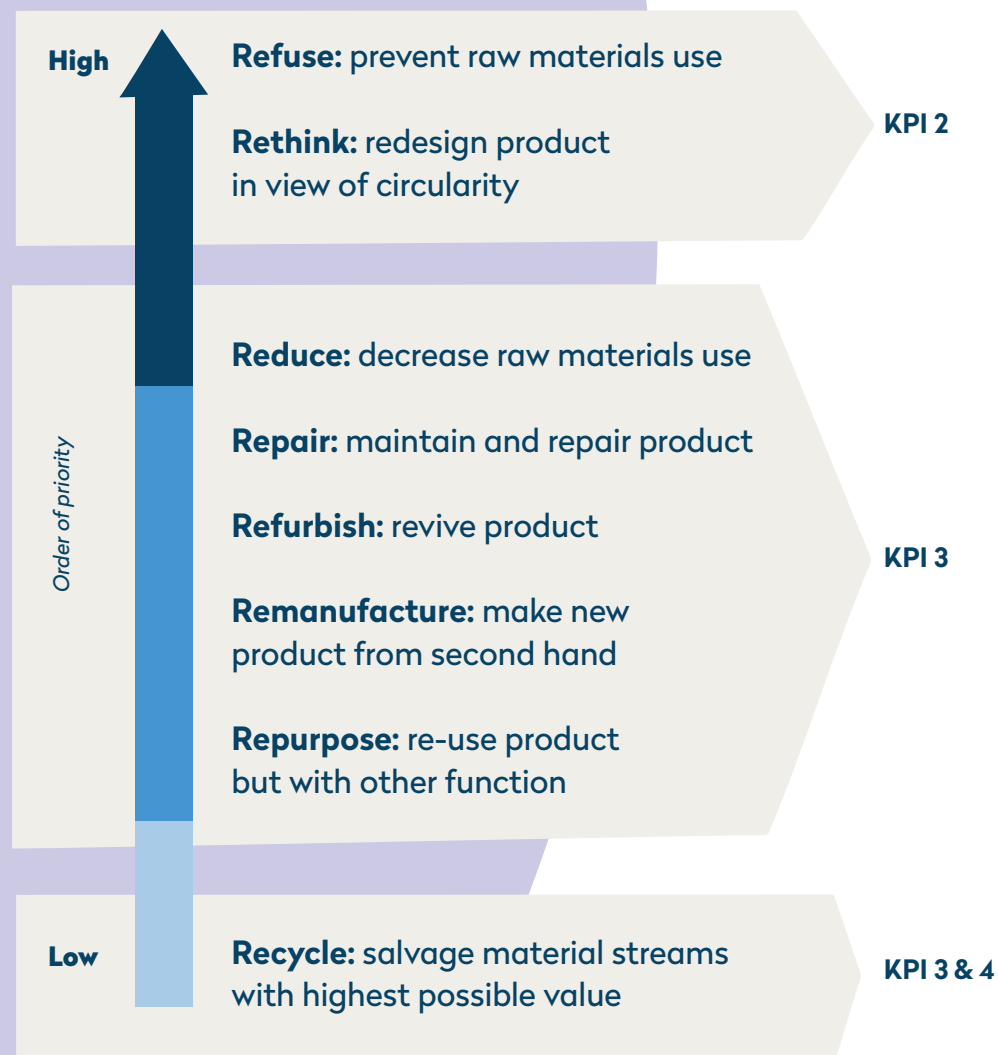 High
Refuse: prevent raw materials use
Rethink: redesign product
in view of circularity
KPI 2
Order of priority
Reduce: decrease raw materials use
Repair: maintain and repair product
Refurbish: revive product
Remanufacture: make new
product from second hand
Repurpose: re-use product
but with other function
KPI 3
Low
Recycle: salvage material streams
with highest possible value
KPI 3 & 4